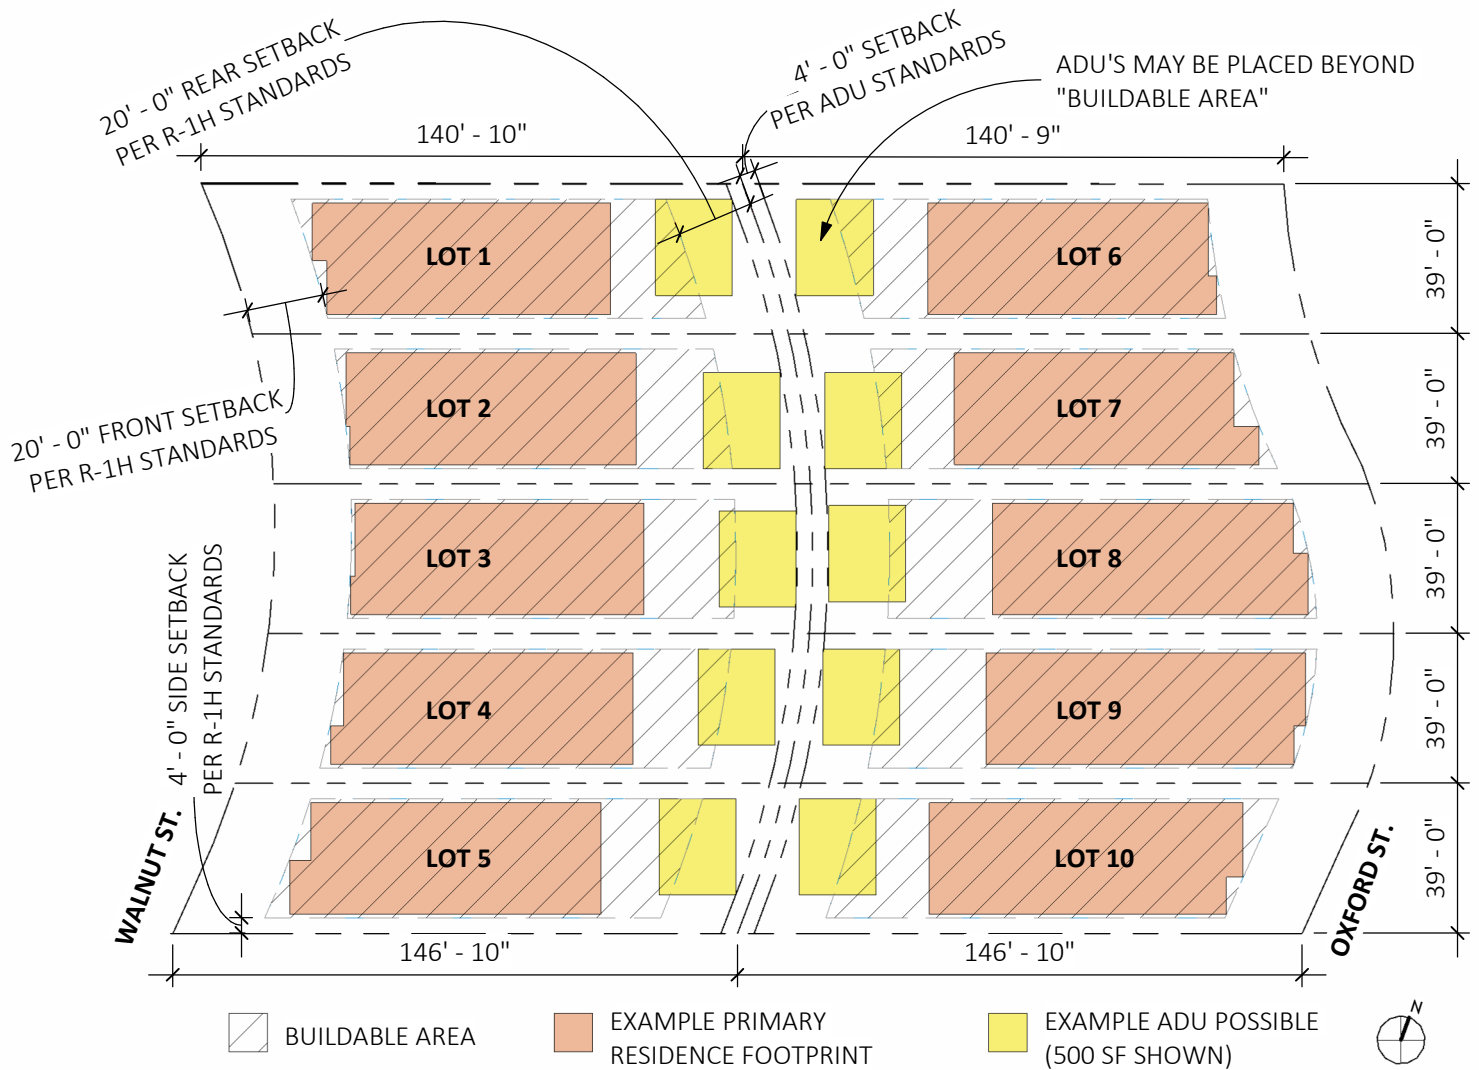 20' - 0" REAR SETBACK
PER R-1H STANDARDS
4' - 0" SETBACK
PER ADU STANDARDS
ADU'S MAY BE PLACED BEYOND
"BUILDABLE AREA"
140' - 10"
140' - 9"
LOT 1
LOT 6
39' - 0"
20' - 0" FRONT SETBACK
PER R-1H STANDARDS
LOT 2
LOT 7
39' - 0"
LOT 3
LOT 8
39' - 0"
4' - 0" SIDE SETBACK
PER R-1H STANDARDS
LOT 4
LOT 9
39' - 0"
LOT 5
LOT 10
39' - 0"
WALNUT ST.
OXFORD ST.
146' - 10"
146' - 10"
BUILDABLE AREA
EXAMPLE PRIMARY
RESIDENCE FOOTPRINT
EXAMPLE ADU POSSIBLE
(500 SF SHOWN)
N